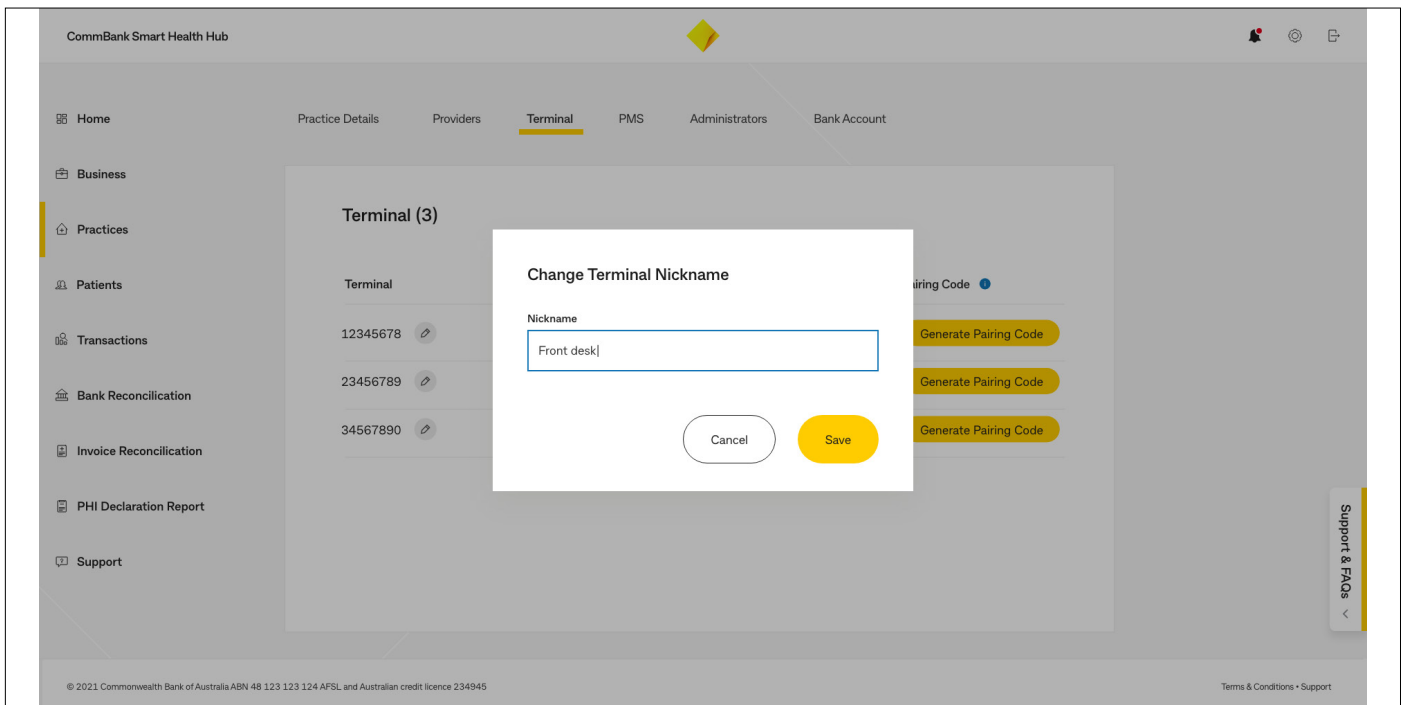 CommBank Smart Health Hub
Home
Business
Practices
Patients
Transactions
Bank Reconcilication
Invoice Reconcilication
PHI Declaration Report
Support
Practice Details Providers Terminal PMS Administrators Bank Account
Terminal (3)
Terminal iring Code
12345678 Generate Pairing Code
23456789 Generate Pairing Code
34567890 Generate Pairing Code
Change Terminal Nickname
Nickname
Front desk
Cancel Save
Support & FAQs
© 2021 Commonwealth Bank of Australia ABN 48 123 123 124 AFSL and Australian credit licence 234945
Terms & Conditions • Support